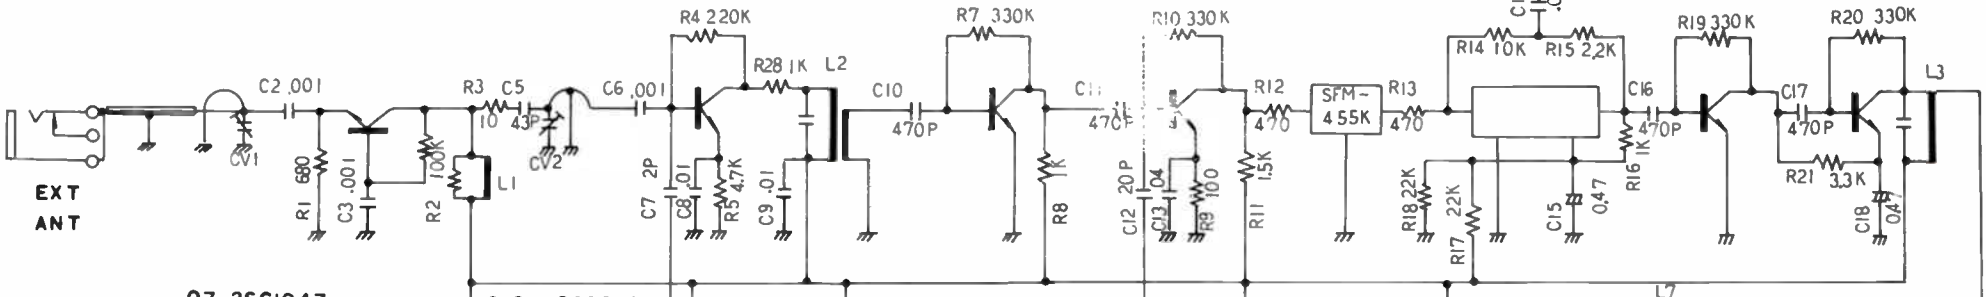 R4 220K
R7 330K
R10 330K
C1
R14 10K
R15 2.2K
R19 330K
R20 330K
C2 .001
R3
10
C5
43P
C6 .001
R28 1K
L2
C10
470P
C11
470P
R12
470
SFM-
455K
R13
470
C16
470P
C17
470P
L3
CV1
CV2
EXT
ANT
R1 680
C3 .001
R2 100K
L1
C7 2P
C8 .01
R5 4.7K
C9 .01
R8 1K
C12 20P
C13 .04
R9 100
R11 1.5K
R18 22K
R17 22K
C15 0.47
R16 1K
R21 3.3K
C18 0.47
L7